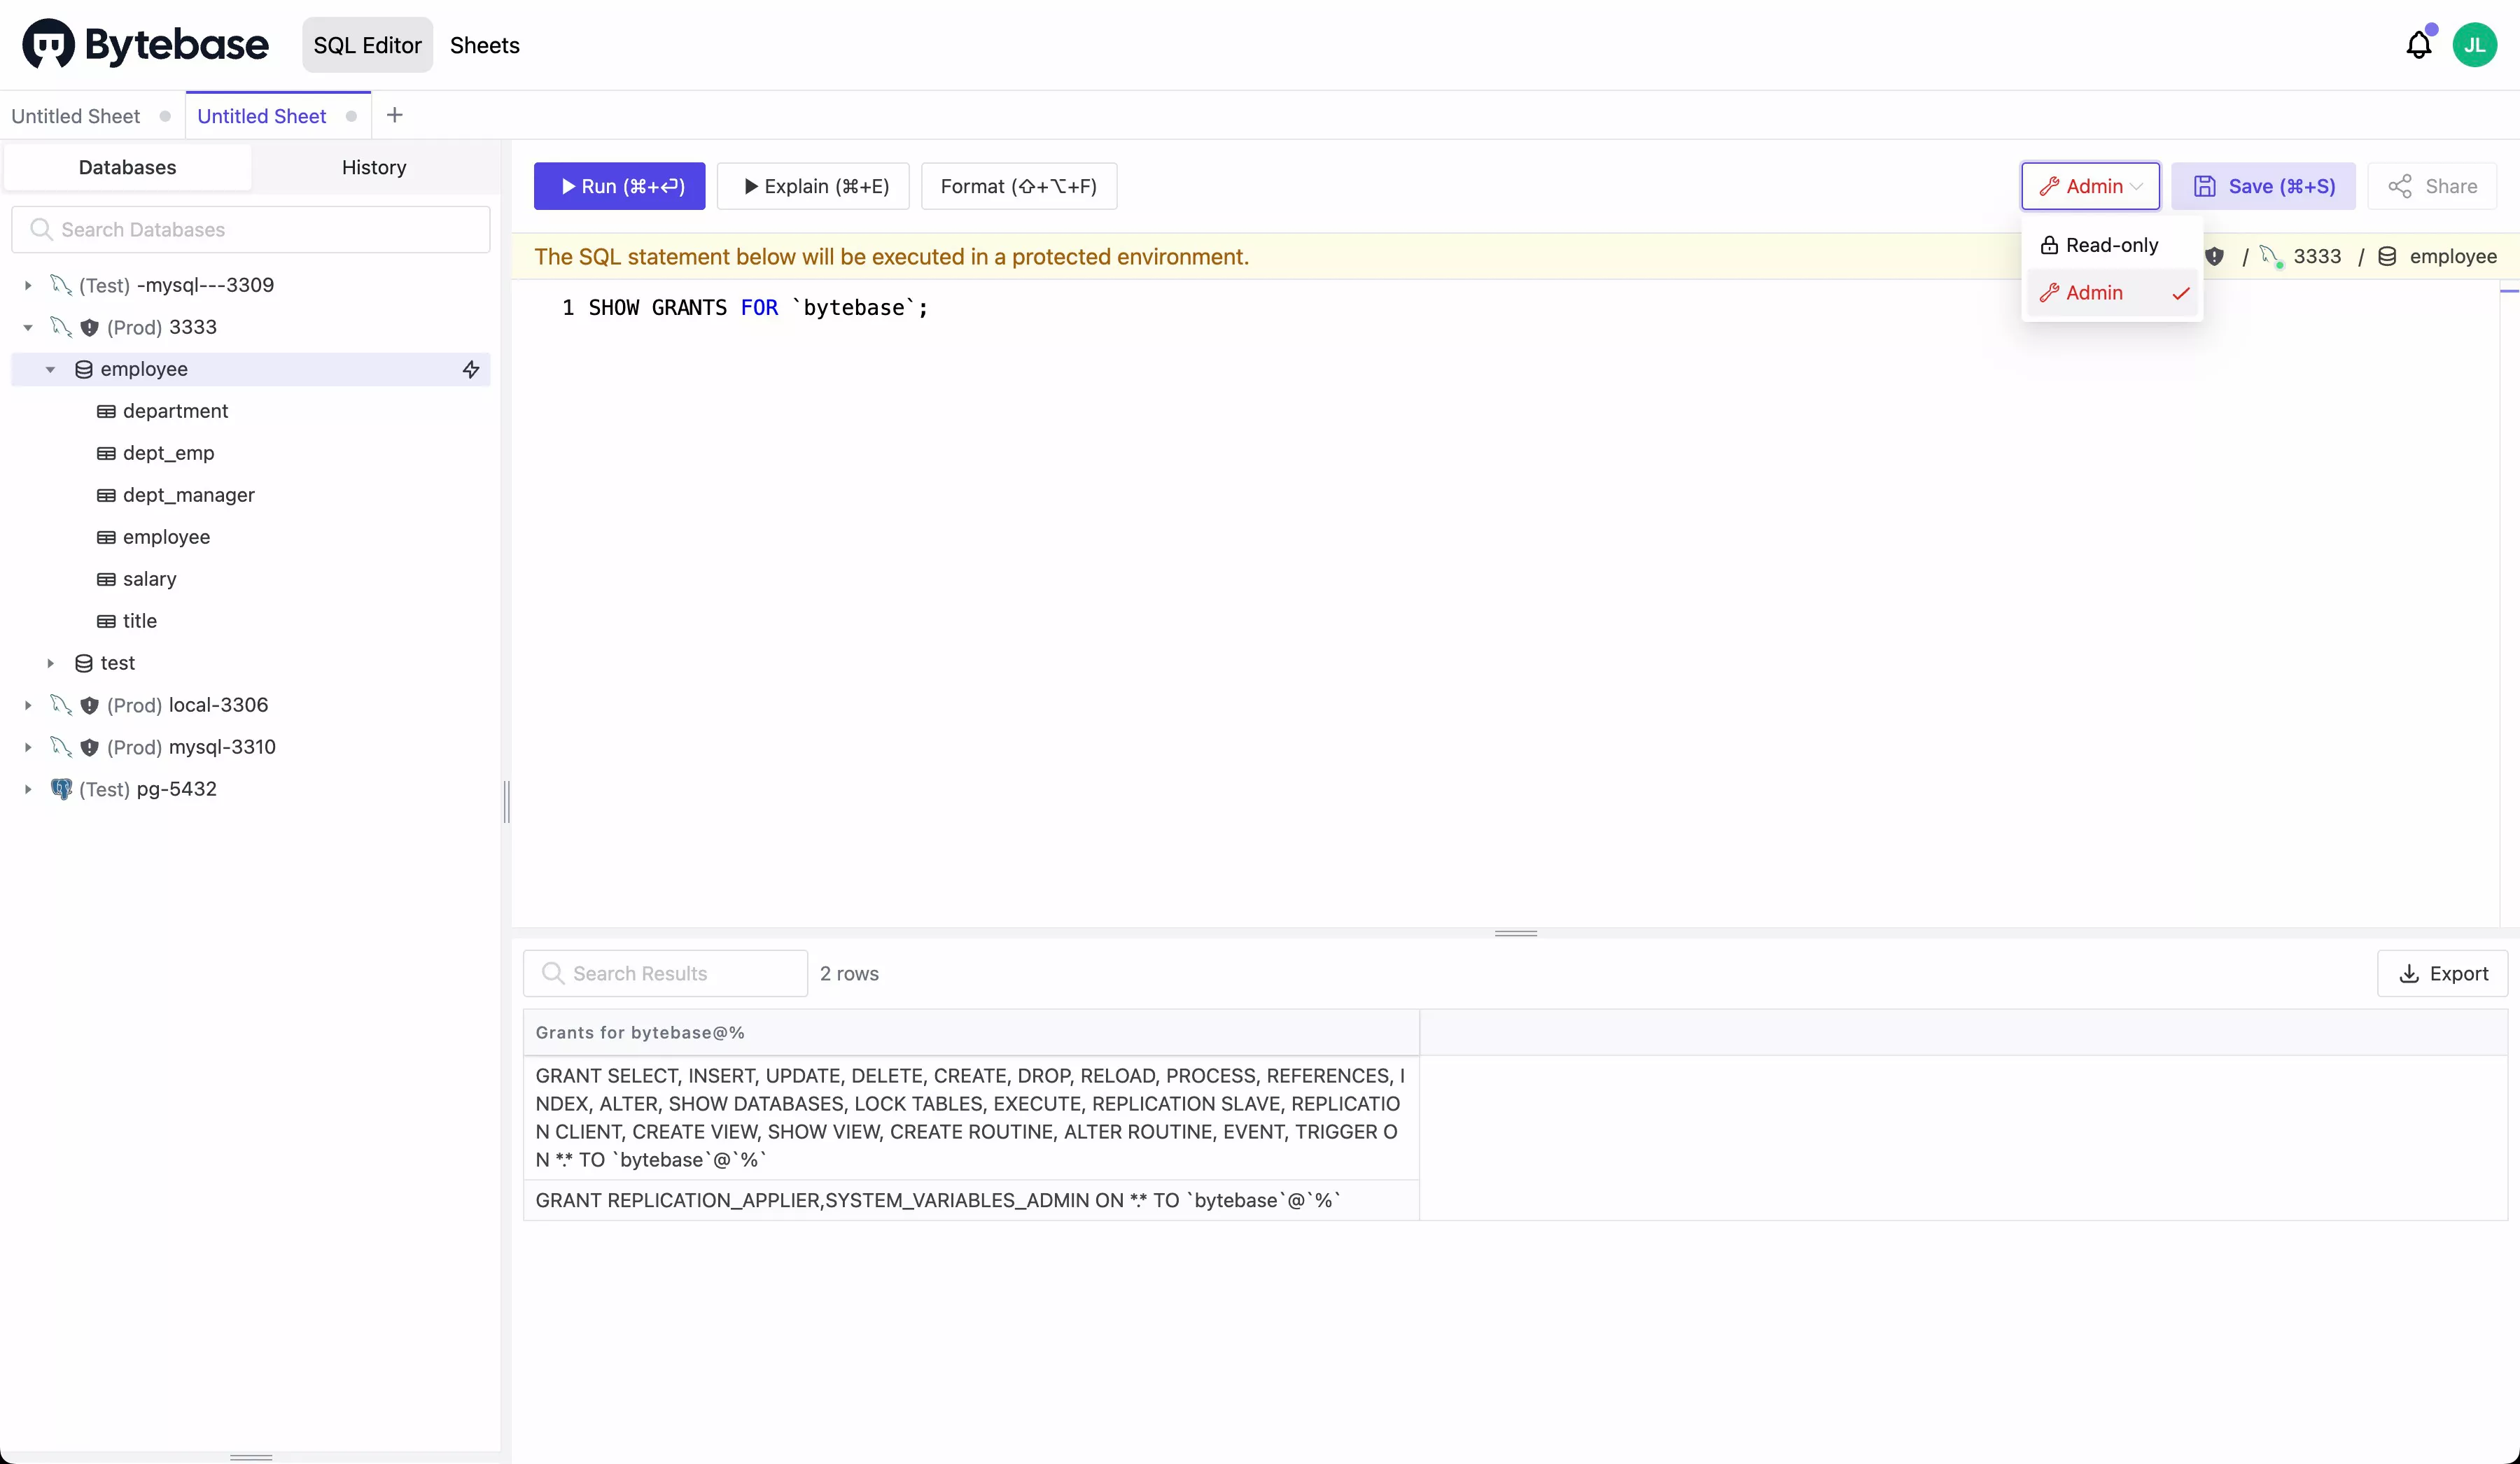 Bytebase SQL Editor Sheets JL
Untitled Sheet Untitled Sheet +
Databases History
Search Databases
(Test) -mysql---3309
(Prod) 3333
employee
department
dept_emp
dept_manager
employee
salary
title
test
(Prod) local-3306
(Prod) mysql-3310
(Test) pg-5432
Run (⌘+⏎) Explain (⌘+E) Format (⇧+⌥+F) Admin Save (⌘+S) Share
Read-only
Admin
The SQL statement below will be executed in a protected environment. / 3333 / employee
1 SHOW GRANTS FOR `bytebase`;
Search Results 2 rows Export
Grants for bytebase@%
GRANT SELECT, INSERT, UPDATE, DELETE, CREATE, DROP, RELOAD, PROCESS, REFERENCES, I
NDEX, ALTER, SHOW DATABASES, LOCK TABLES, EXECUTE, REPLICATION SLAVE, REPLICATIO
N CLIENT, CREATE VIEW, SHOW VIEW, CREATE ROUTINE, ALTER ROUTINE, EVENT, TRIGGER O
N *.* TO `bytebase`@`%`
GRANT REPLICATION_APPLIER,SYSTEM_VARIABLES_ADMIN ON *.* TO `bytebase`@`%`